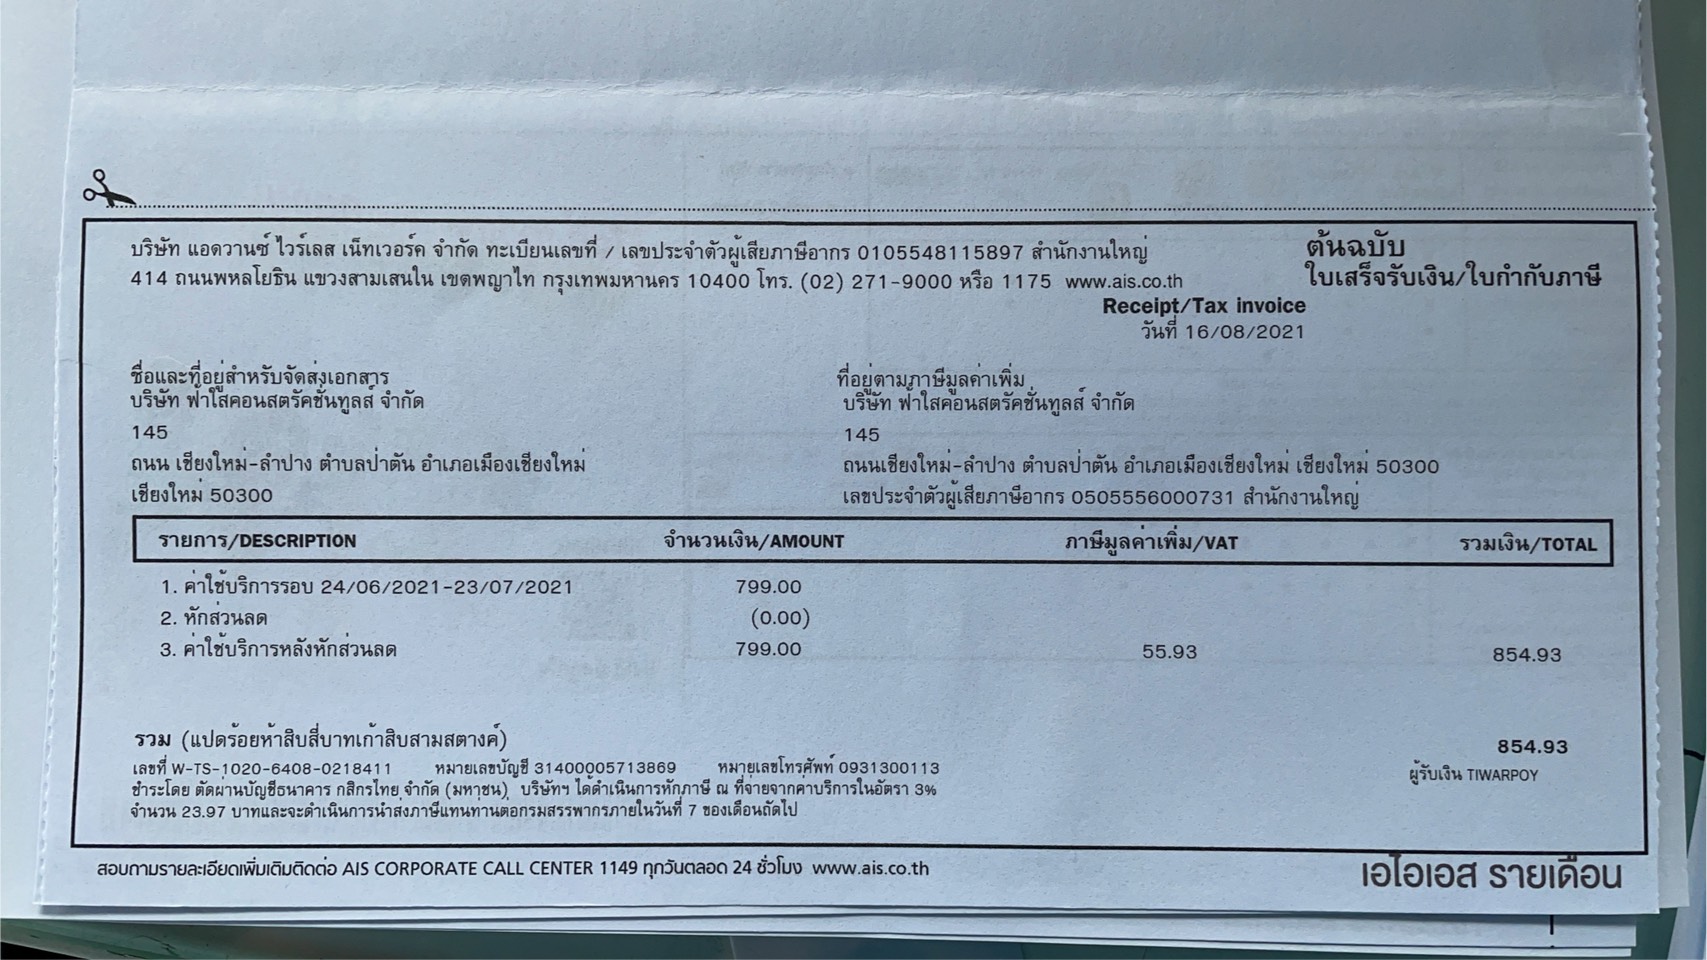 บริษัท แอดวานซ์ ไวร์เลส เน็ทเวอร์ค จำกัด ทะเบียนเลขที่ / เลขประจำตัวผู้เสียภาษีอากร 0105548115897 สำนักงานใหญ่
414 ถนนพหลโยธิน แขวงสามเสนใน เขตพญาไท กรุงเทพมหานคร 10400 โทร. (02) 271-9000 หรือ 1175 www.ais.co.th
ต้นฉบับ
ใบเสร็จรับเงิน/ใบกำกับภาษี
Receipt/Tax invoice
วันที่ 16/08/2021
ชื่อและที่อยู่สำหรับจัดส่งเอกสาร
บริษัท ฟ้าใสคอนสตรัคชั่นทูลส์ จำกัด
145
ถนน เชียงใหม่-ลำปาง ตำบลป่าตัน อำเภอเมืองเชียงใหม่
เชียงใหม่ 50300
ที่อยู่ตามภาษีมูลค่าเพิ่ม
บริษัท ฟ้าใสคอนสตรัคชั่นทูลส์ จำกัด
145
ถนนเชียงใหม่-ลำปาง ตำบลป่าตัน อำเภอเมืองเชียงใหม่ เชียงใหม่ 50300
เลขประจำตัวผู้เสียภาษีอากร 0505556000731 สำนักงานใหญ่
รายการ/DESCRIPTION จำนวนเงิน/AMOUNT ภาษีมูลค่าเพิ่ม/VAT รวมเงิน/TOTAL
1. ค่าใช้บริการรอบ 24/06/2021-23/07/2021 799.00
2. หักส่วนลด (0.00)
3. ค่าใช้บริการหลังหักส่วนลด 799.00 55.93 854.93
รวม (แปดร้อยห้าสิบสี่บาทเก้าสิบสามสตางค์) 854.93
เลขที่ W-TS-1020-6408-0218411 หมายเลขบัญชี 31400005713869 หมายเลขโทรศัพท์ 0931300113 ผู้รับเงิน TIWARPOY
ชำระโดย ตัดผ่านบัญชีธนาคาร กสิกรไทย จำกัด (มหาชน) บริษัทฯ ได้ดำเนินการหักภาษี ณ ที่จ่ายจากค่าบริการในอัตรา 3%
จำนวน 23.97 บาทและจะดำเนินการนำส่งภาษีแทนท่านต่อกรมสรรพากรภายในวันที่ 7 ของเดือนถัดไป
สอบถามรายละเอียดเพิ่มเติมติดต่อ AIS CORPORATE CALL CENTER 1149 ทุกวันตลอด 24 ชั่วโมง www.ais.co.th
เอไอเอส รายเดือน